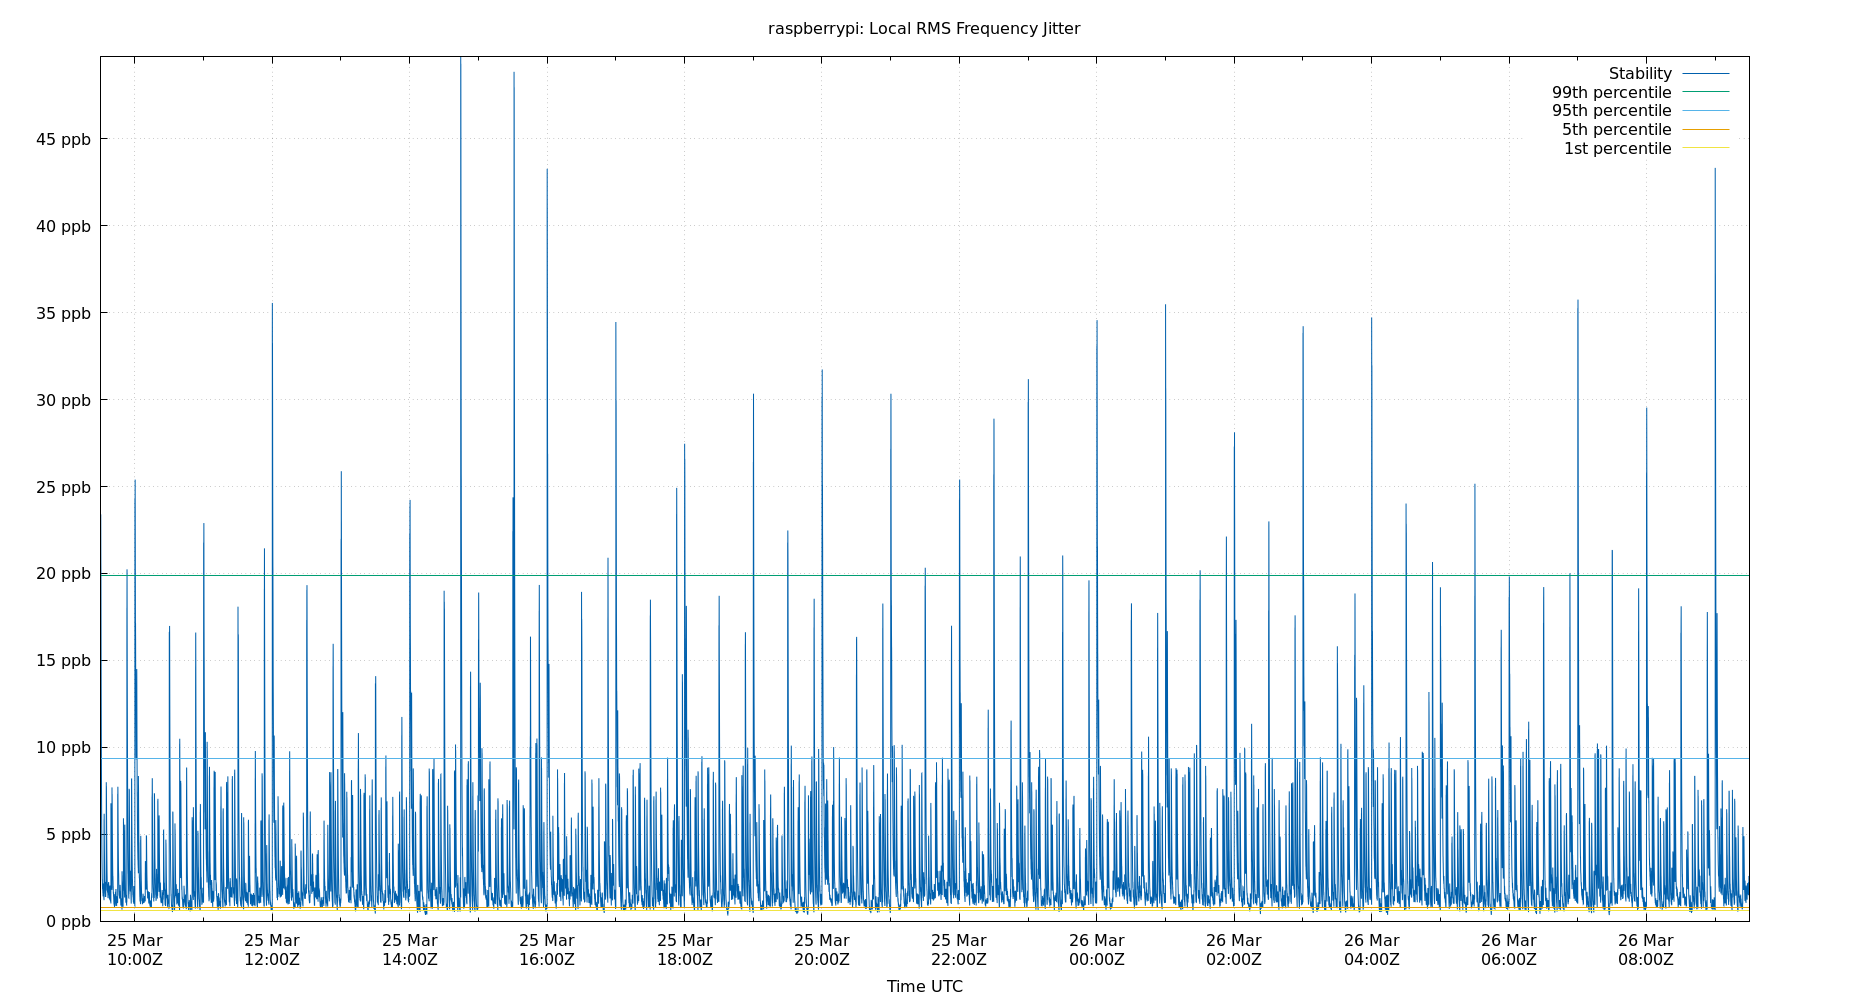 raspberrypi: Local RMS Frequency Jitter
Stability
99th percentile
95th percentile
5th percentile
1st percentile
45 ppb
40 ppb
35 ppb
30 ppb
25 ppb
20 ppb
15 ppb
10 ppb
5 ppb
0 ppb
25 Mar 25 Mar 25 Mar 25 Mar 25 Mar 25 Mar 25 Mar 26 Mar 26 Mar 26 Mar 26 Mar 26 Mar
10:00Z 12:00Z 14:00Z 16:00Z 18:00Z 20:00Z 22:00Z 00:00Z 02:00Z 04:00Z 06:00Z 08:00Z
Time UTC